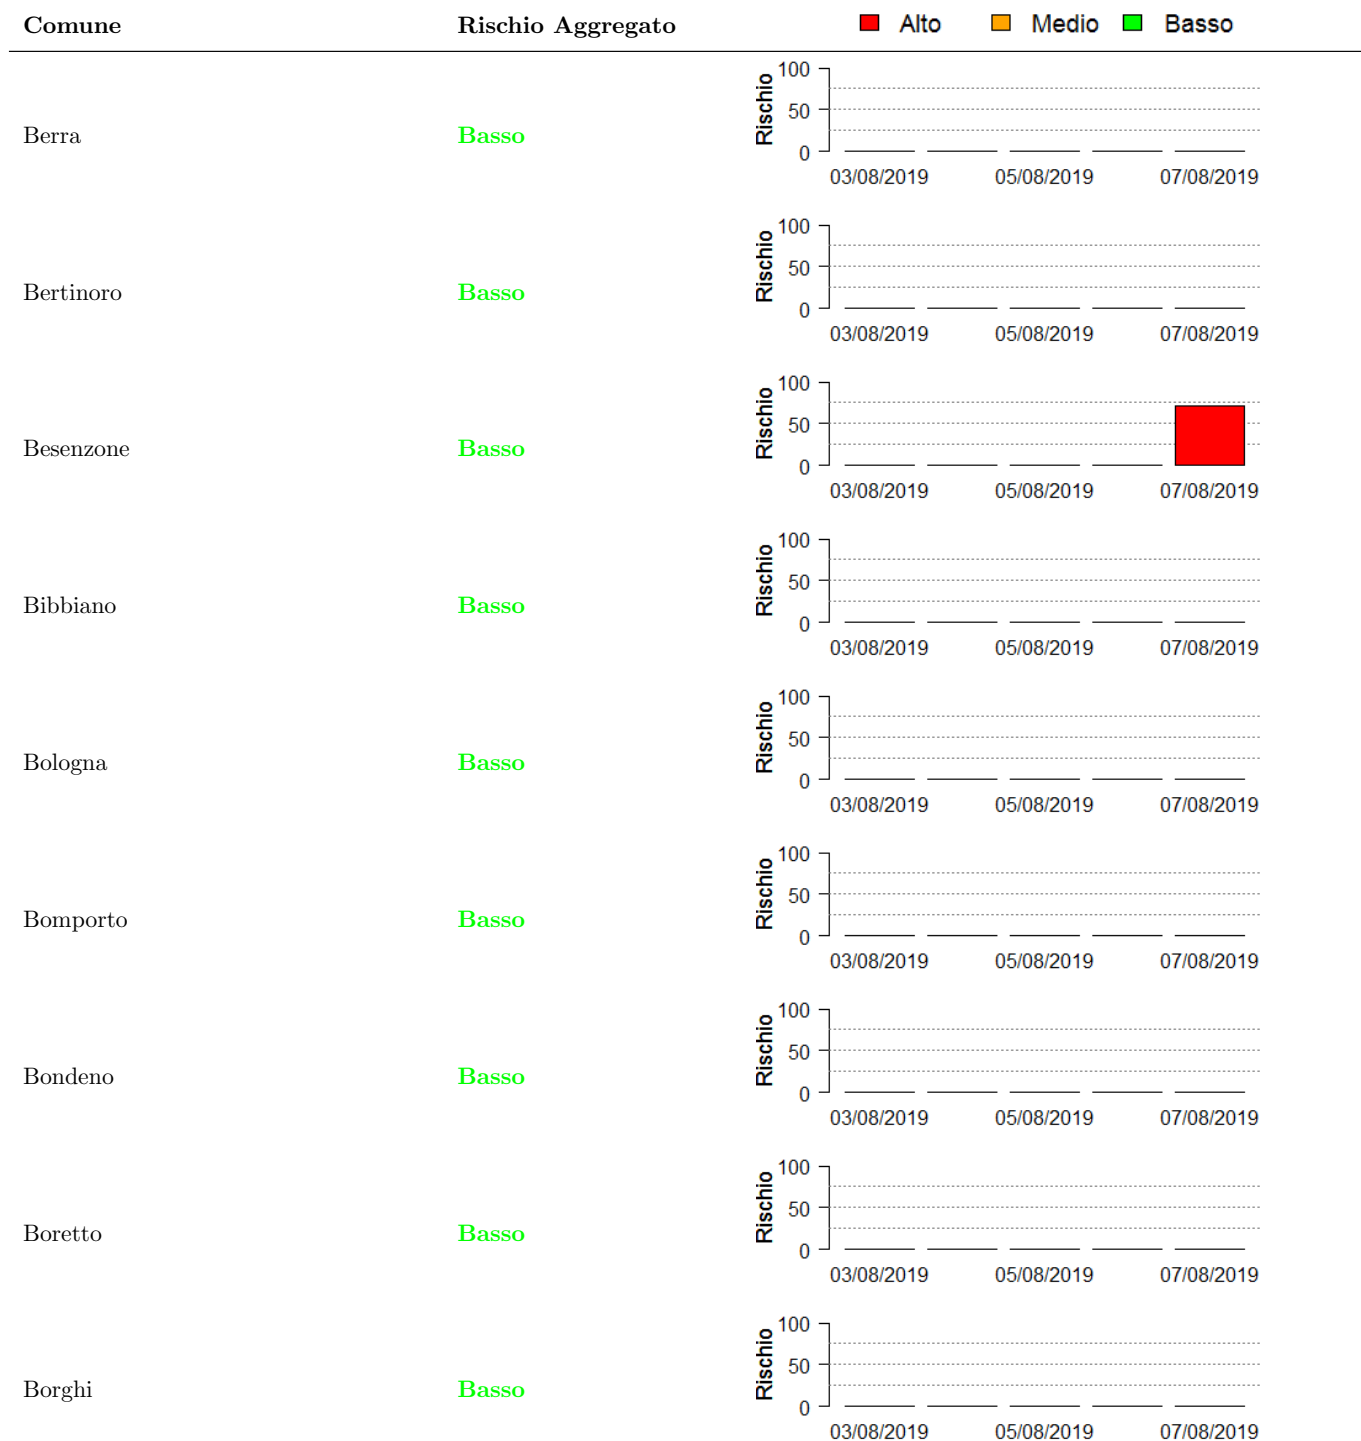 Comune Rischio Aggregato Alto Medio Basso
Berra Basso
Rischio
100
50
0
03/08/2019 05/08/2019 07/08/2019
Bertinoro Basso
Rischio
100
50
0
03/08/2019 05/08/2019 07/08/2019
Besenzone Basso
Rischio
100
50
0
03/08/2019 05/08/2019 07/08/2019
Bibbiano Basso
Rischio
100
50
0
03/08/2019 05/08/2019 07/08/2019
Bologna Basso
Rischio
100
50
0
03/08/2019 05/08/2019 07/08/2019
Bomporto Basso
Rischio
100
50
0
03/08/2019 05/08/2019 07/08/2019
Bondeno Basso
Rischio
100
50
0
03/08/2019 05/08/2019 07/08/2019
Boretto Basso
Rischio
100
50
0
03/08/2019 05/08/2019 07/08/2019
Borghi Basso
Rischio
100
50
0
03/08/2019 05/08/2019 07/08/2019